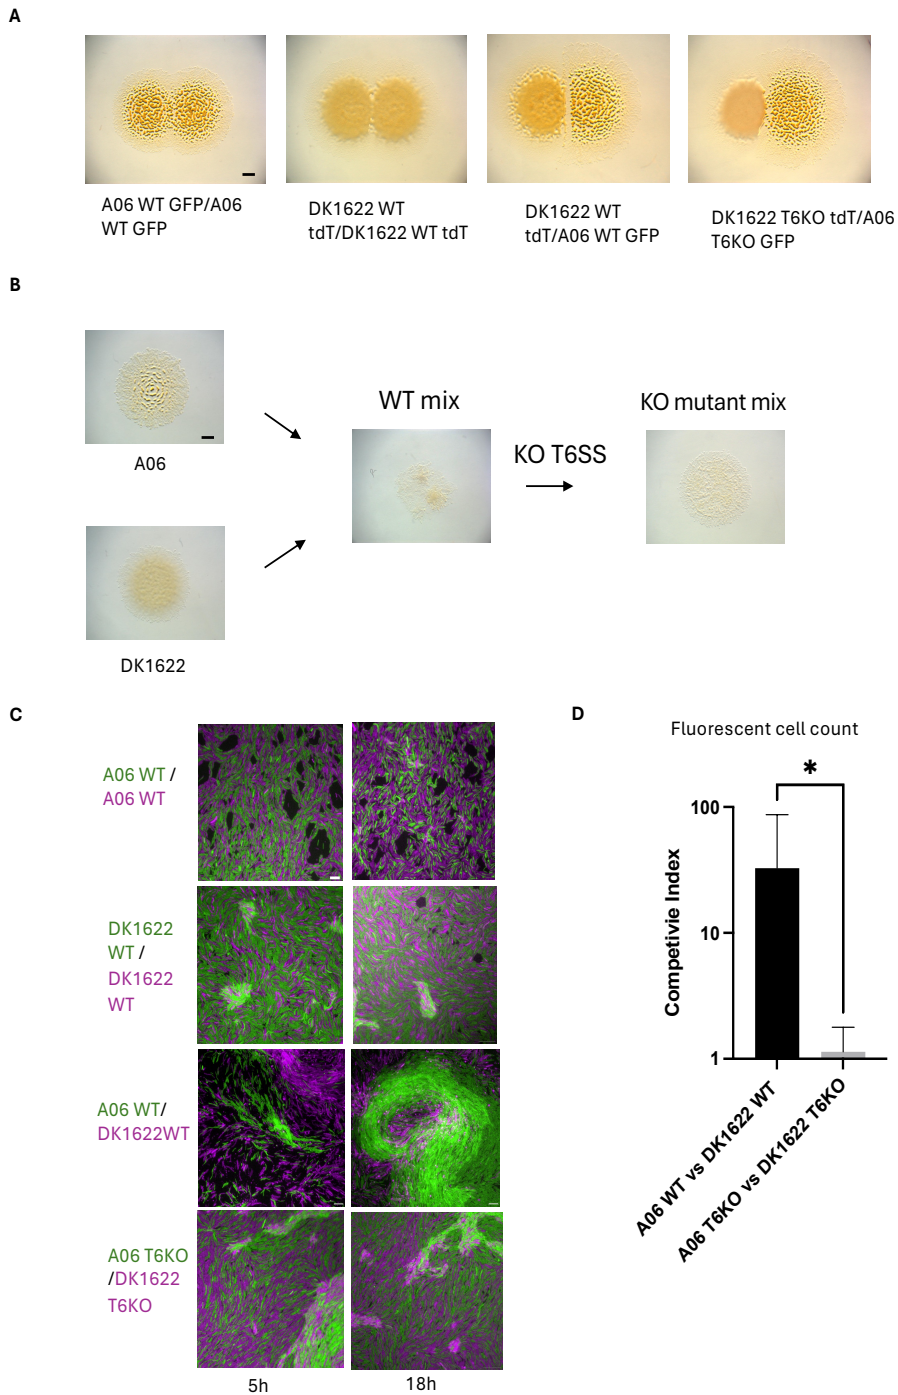 A
A06 WT GFP/A06
WT GFP
DK1622 WT
tdT/DK1622 WT tdT
DK1622 WT
tdT/A06 WT GFP
DK1622 T6KO tdT/A06
T6KO GFP
B
A06
DK1622
WT mix
KO T6SS
KO mutant mix
C
A06 WT /
A06 WT
DK1622
WT /
DK1622
WT
A06 WT/
DK1622WT
A06 T6KO
/DK1622
T6KO
5h
18h
D
Fluorescent cell count
*
100
10
1
Competivie Index
A06 WT vs DK1622 WT
A06 T6KO vs DK1622 T6KO